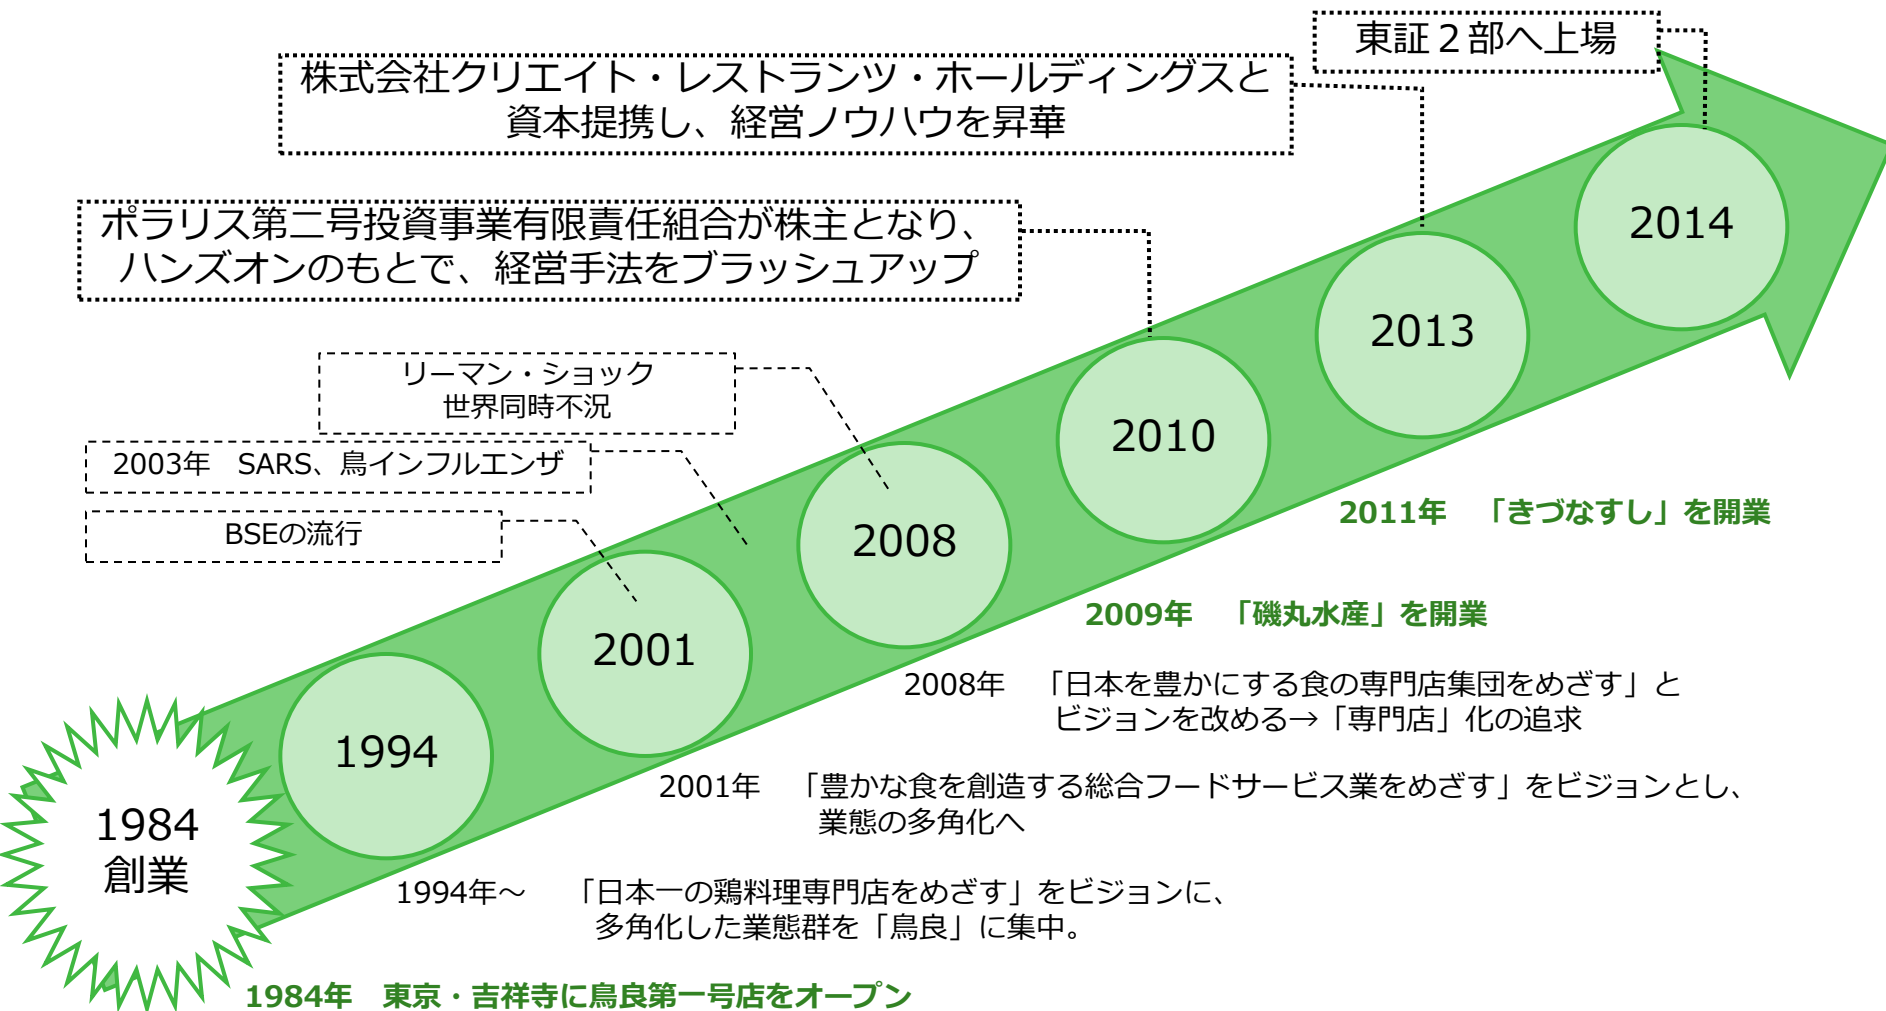 東証２部へ上場
株式会社クリエイト・レストランツ・ホールディングスと
資本提携し、経営ノウハウを昇華
ポラリス第二号投資事業有限責任組合が株主となり、
ハンズオンのもとで、経営手法をブラッシュアップ
リーマン・ショック
世界同時不況
2003年　SARS、鳥インフルエンザ
BSEの流行
2014
2013
2010
2008
2001
1994
1984
創業
2011年　「きづなすし」を開業
2009年　「磯丸水産」を開業
2008年　「日本を豊かにする食の専門店集団をめざす」と
ビジョンを改める→「専門店」化の追求
2001年　「豊かな食を創造する総合フードサービス業をめざす」をビジョンとし、
業態の多角化へ
1994年～　「日本一の鶏料理専門店をめざす」をビジョンに、
多角化した業態群を「鳥良」に集中。
1984年　東京・吉祥寺に鳥良第一号店をオープン